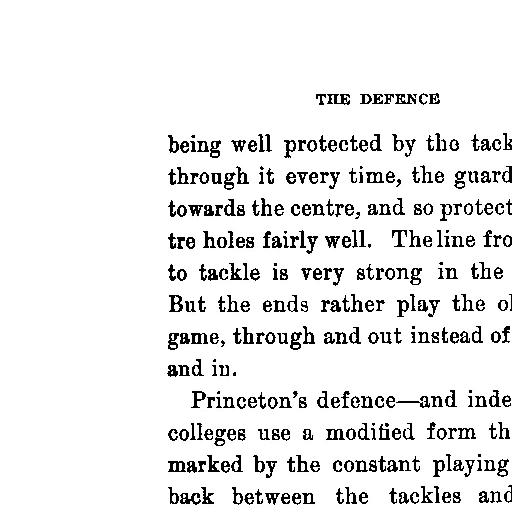 THE DEFENCE
being well protected by the tack
through it every time, the guard
towards the centre, and so protect
tre holes fairly well. The line fro
to tackle is very strong in the
But the ends rather play the ol
game, through and out instead of
and in.
Princeton's defence—and inde
colleges use a modified form th
marked by the constant playing
back between the tackles and